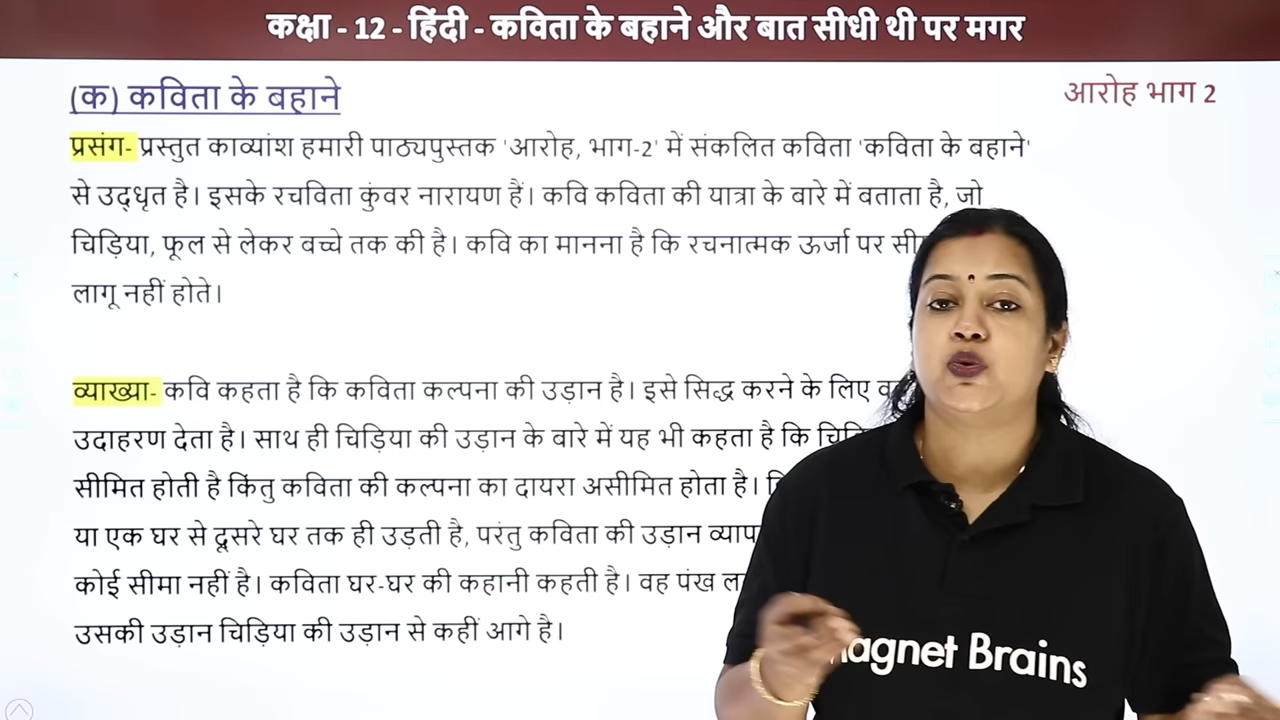 कक्षा - 12 - हिंदी - कविता के बहाने और बात सीधी थी पर मगर
(क) कविता के बहाने
आरोह भाग 2
प्रसंग- प्रस्तुत काव्यांश हमारी पाठ्यपुस्तक 'आरोह, भाग-2' में संकलित कविता 'कविता के बहाने'
से उद्धृत है। इसके रचयिता कुंवर नारायण हैं। कवि कविता की यात्रा के बारे में बताता है, जो
चिड़िया, फूल से लेकर बच्चे तक की है। कवि का मानना है कि रचनात्मक ऊर्जा पर
लागू नहीं होते।
व्याख्या- कवि कहता है कि कविता कल्पना की उड़ान है। इसे सिद्ध करने के लिए
उदाहरण देता है। साथ ही चिड़िया की उड़ान के बारे में यह भी कहता है कि
सीमित होती है किंतु कविता की कल्पना का दायरा असीमित होता है।
या एक घर से दूसरे घर तक ही उड़ती है, परंतु कविता की उड़ान
कोई सीमा नहीं है। कविता घर-घर की कहानी कहती है। वह पंख
उसकी उड़ान चिड़िया की उड़ान से कहीं आगे है।
Magnet Brains